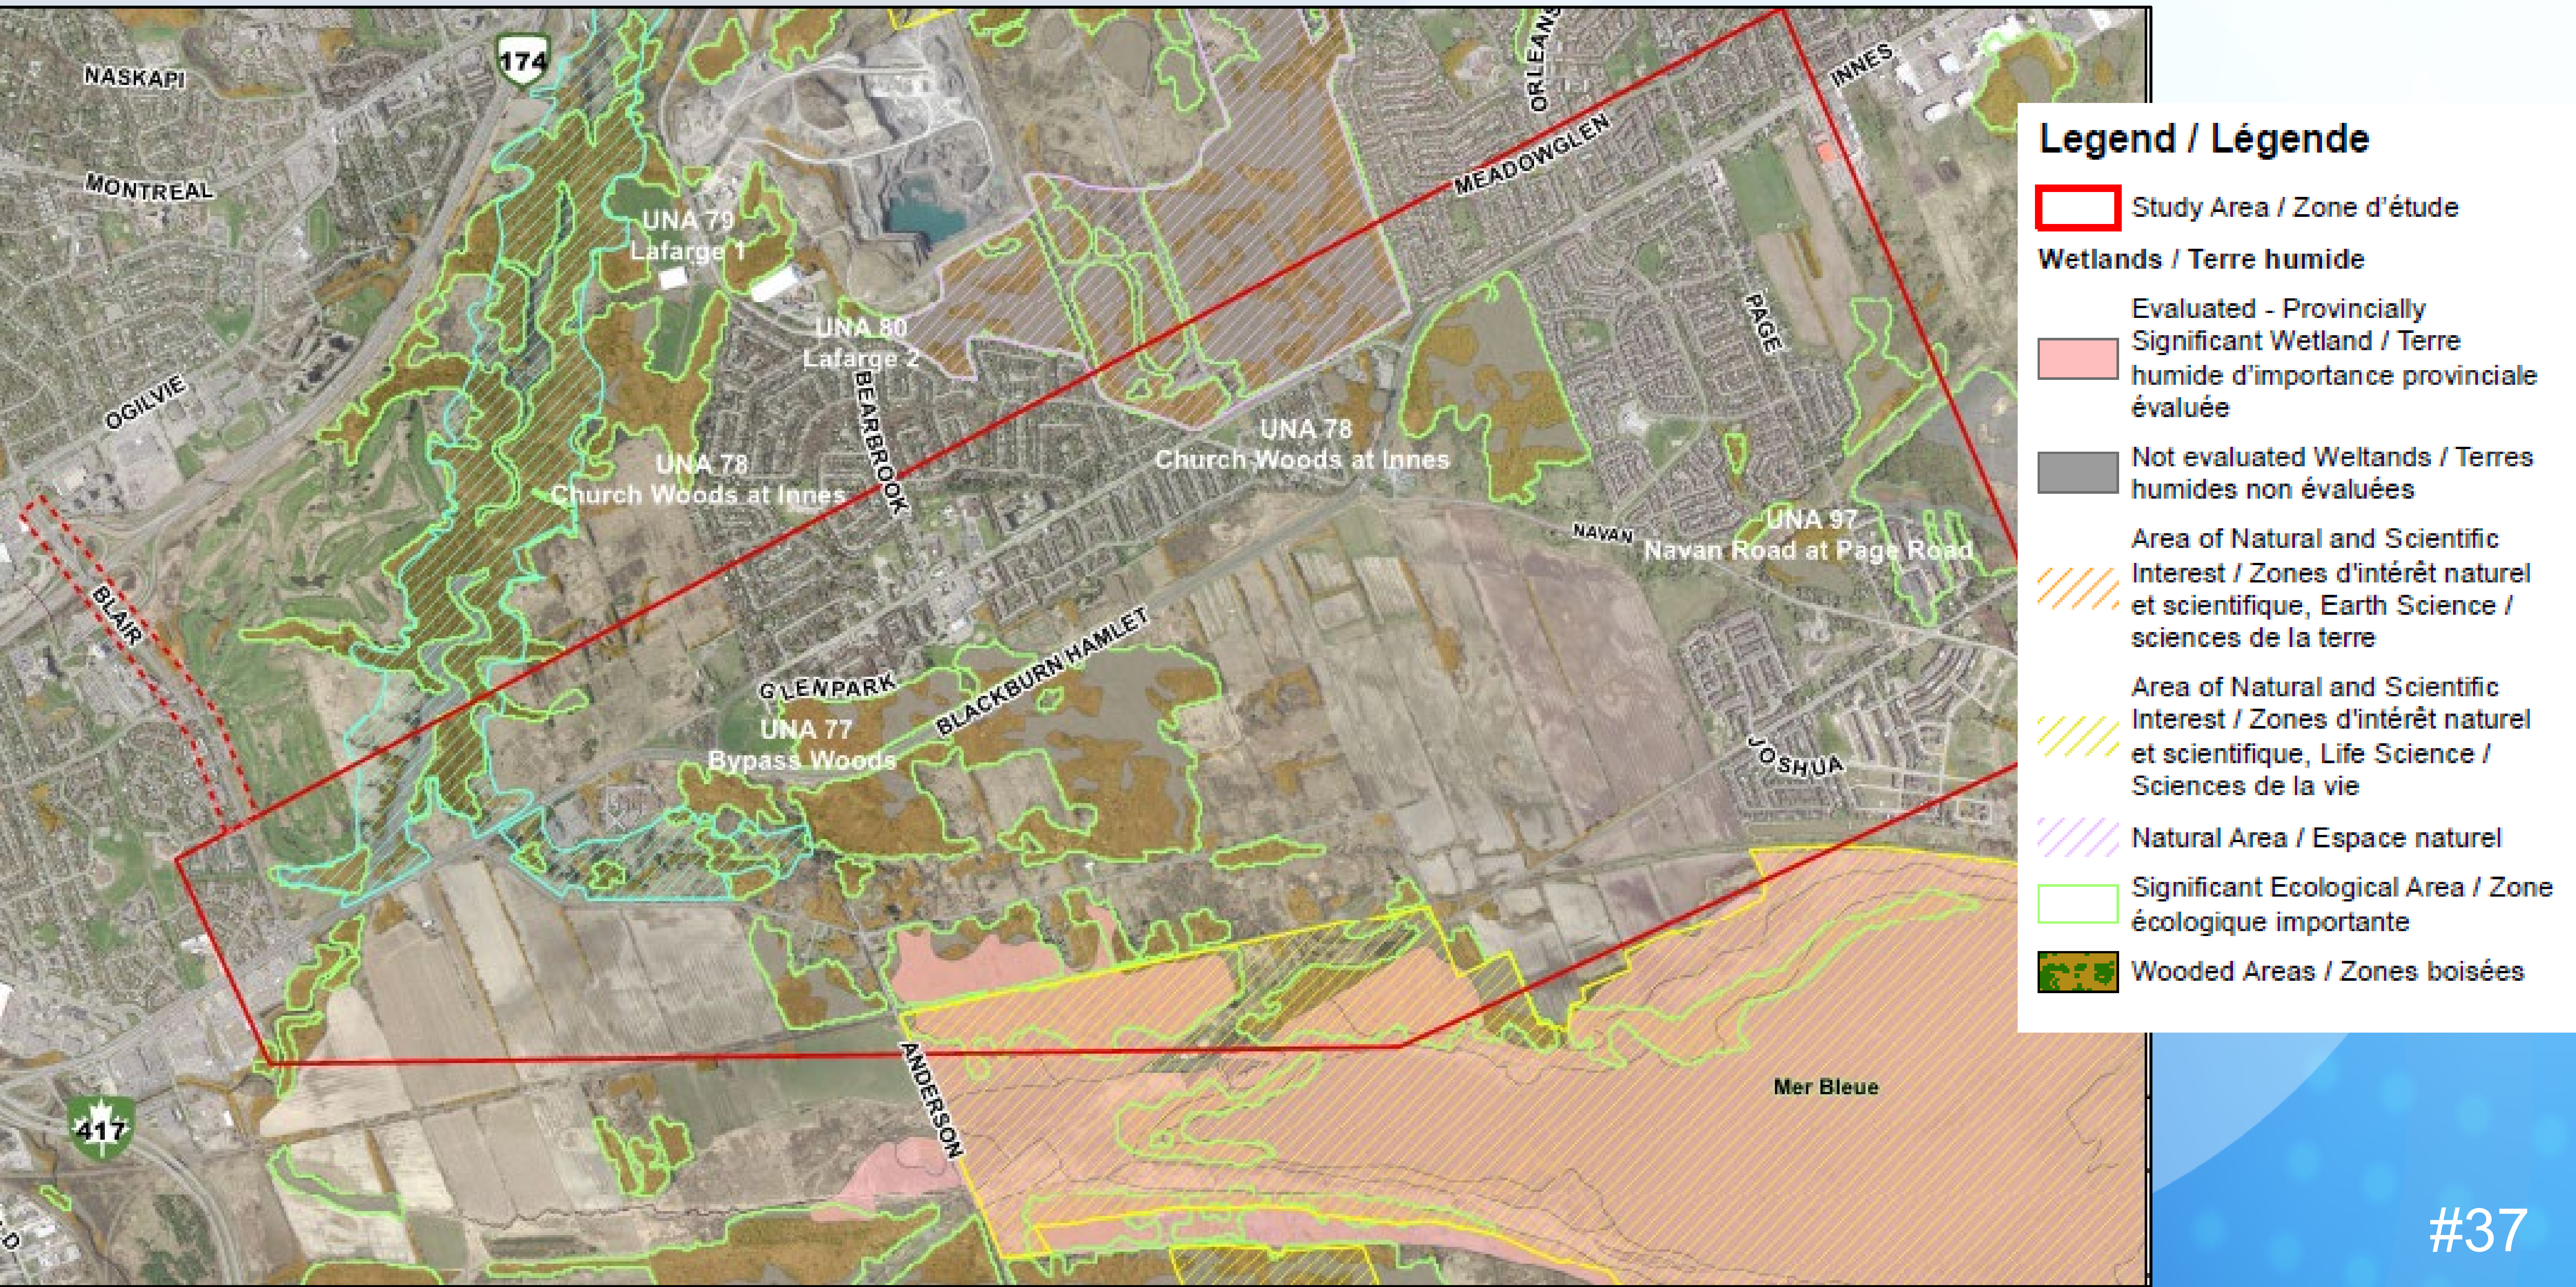 174
NASKAPI
MONTREAL
OGILVIE
BLAIR
417
UNA 79
Lafarge 1
UNA 80
Lafarge 2
BEARBROOK
UNA 78
Church Woods at Innes
UNA 78
Church Woods at Innes
ORLEANS
MEADOWGLEN
INNES
PAGE
NAVAN
UNA 97
Navan Road at Page Road
GLENPARK
BLACKBURN HAMLET
UNA 77
Bypass Woods
JOSHUA
ANDERSON
Mer Bleue
Legend / Légende
Study Area / Zone d'étude
Wetlands / Terre humide
Evaluated - Provincially
Significant Wetland / Terre
humide d'importance provinciale
évaluée
Not evaluated Weltands / Terres
humides non évaluées
Area of Natural and Scientific
Interest / Zones d'intérêt naturel
et scientifique, Earth Science /
sciences de la terre
Area of Natural and Scientific
Interest / Zones d'intérêt naturel
et scientifique, Life Science /
Sciences de la vie
Natural Area / Espace naturel
Significant Ecological Area / Zone
écologique importante
Wooded Areas / Zones boisées
#37